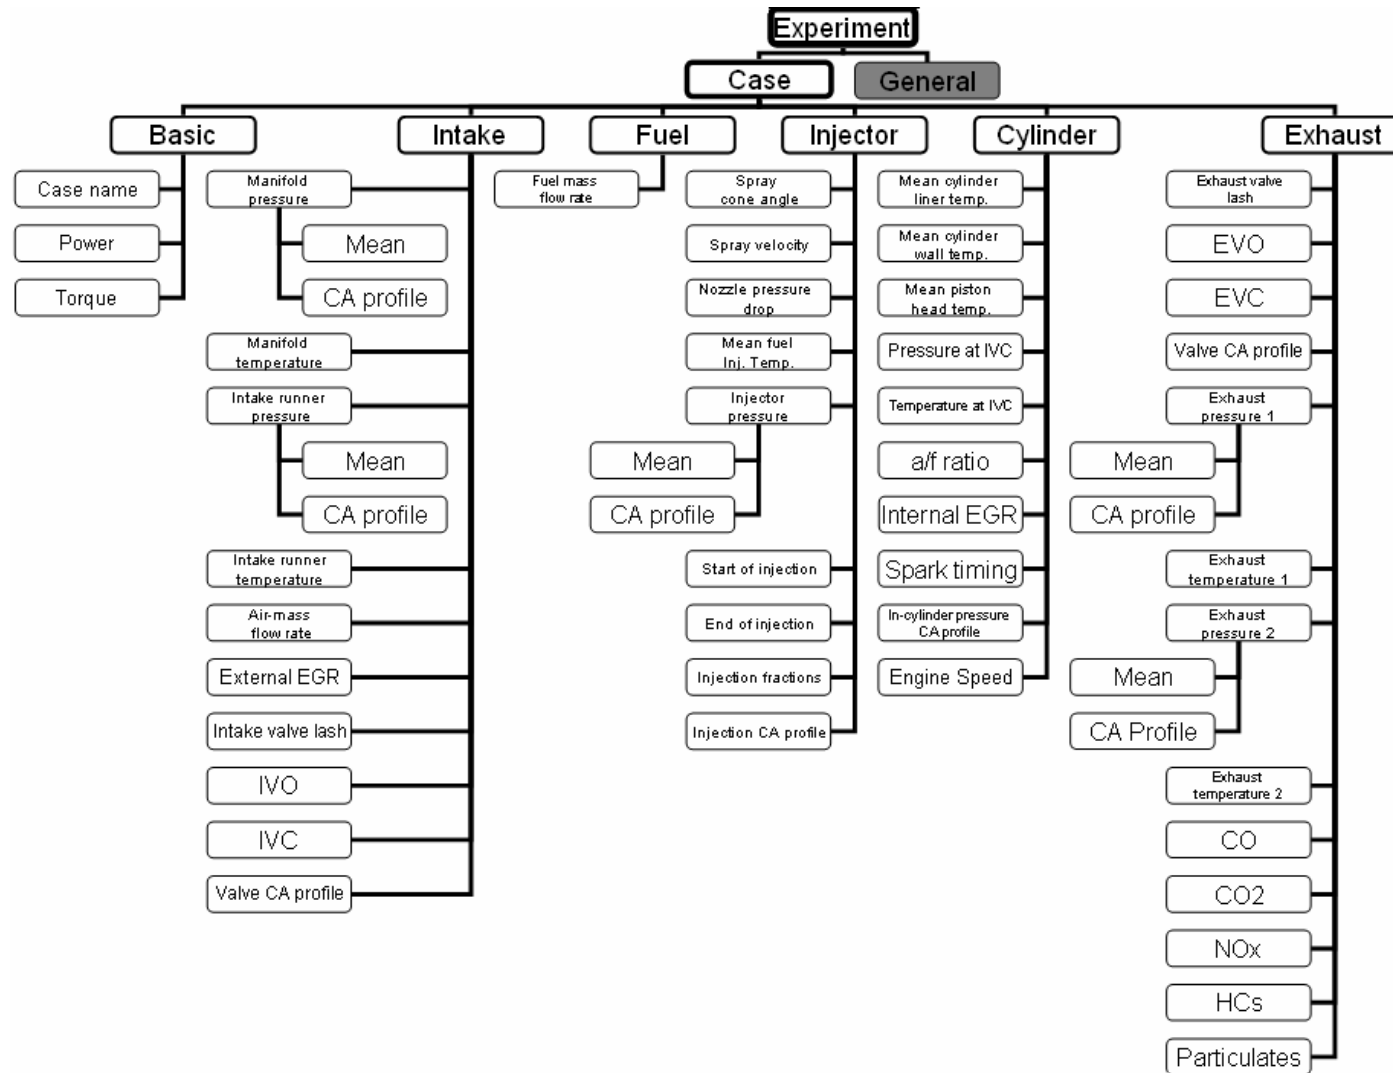 Experiment
Case
General
Basic
Intake
Fuel
Injector
Cylinder
Exhaust
Case name
Power
Torque
Manifold
pressure
Mean
CA profile
Manifold
temperature
Intake runner
pressure
Mean
CA profile
Intake runner
temperature
Air-mass
flow rate
External EGR
Intake valve lash
IVO
IVC
Valve CA profile
Fuel mass
flow rate
Spray
cone angle
Spray velocity
Nozzle pressure
drop
Mean fuel
Inj. Temp.
Injector
pressure
Mean
CA profile
Start of injection
End of injection
Injection fractions
Injection CA profile
Mean cylinder
liner temp.
Mean cylinder
wall temp.
Mean piston
head temp.
Pressure at IVC
Temperature at IVC
a/f ratio
Internal EGR
Spark timing
In-cylinder pressure
CA profile
Engine Speed
Exhaust valve
lash
EVO
EVC
Valve CA profile
Exhaust
pressure 1
Mean
CA profile
Exhaust
temperature 1
Exhaust
pressure 2
Mean
CA Profile
Exhaust
temperature 2
CO
CO2
NOx
HCs
Particulates